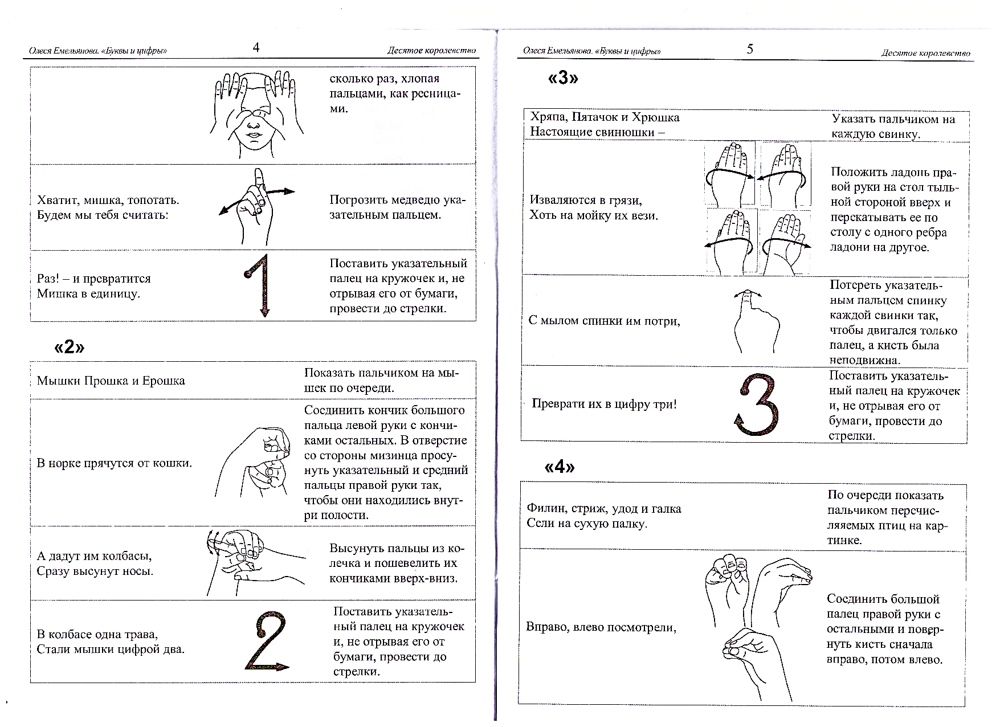 Олеся Емельянова. «Буквы и цифры»
4
Десятое королевство
сколько раз, хлопая
пальцами, как ресница-
ми.
Хватит, мишка, топотать.
Будем мы тебя считать:
Погрозить медведю ука-
зательным пальцем.
Раз! – и превратится
Мишка в единицу.
1
Поставить указательный
палец на кружочек и, не
отрывая его от бумаги,
провести до стрелки.
«2»
Мышки Прошка и Ерошка
Показать пальчиком на мы-
шек по очереди.
В норке прячутся от кошки.
Соединить кончик большого
пальца левой руки с кончи-
ками остальных. В отверстие
со стороны мизинца просу-
нуть указательный и средний
пальцы правой руки так,
чтобы они находились внут-
ри полости.
А дадут им колбасы,
Сразу высунут носы.
Высунуть пальцы из ко-
лечка и пошевелить их
кончиками вверх-вниз.
В колбасе одна трава,
Стали мышки цифрой два.
2
Поставить указатель-
ный палец на кружочек
и, не отрывая его от
бумаги, провести до
стрелки.
Олеся Емельянова. «Буквы и цифры»
5
Десятое королевство
«3»
Хряпа, Пятачок и Хрюшка
Настоящие свинюшки –
Указать пальчиком на
каждую свинку.
Изваляются в грязи,
Хоть на мойку их вези.
Положить ладонь пра-
вой руки на стол тыль-
ной стороной вверх и
перекатывать ее по
столу с одного ребра
ладони на другое.
С мылом спинки им потри,
Потереть указатель-
ным пальцем спинку
каждой свинки так,
чтобы двигался только
палец, а кисть была
неподвижна.
Преврати их в цифру три!
3
Поставить указатель-
ный палец на кружочек
и, не отрывая его от
бумаги, провести до
стрелки.
«4»
Филин, стриж, удод и галка
Сели на сухую палку.
По очереди показать
пальчиком перечис-
ляяемых птиц на кар-
тинке.
Вправо, влево посмотрели,
Соединить большой
палец правой руки с
остальными и повер-
нуть кисть сначала
вправо, потом влево.